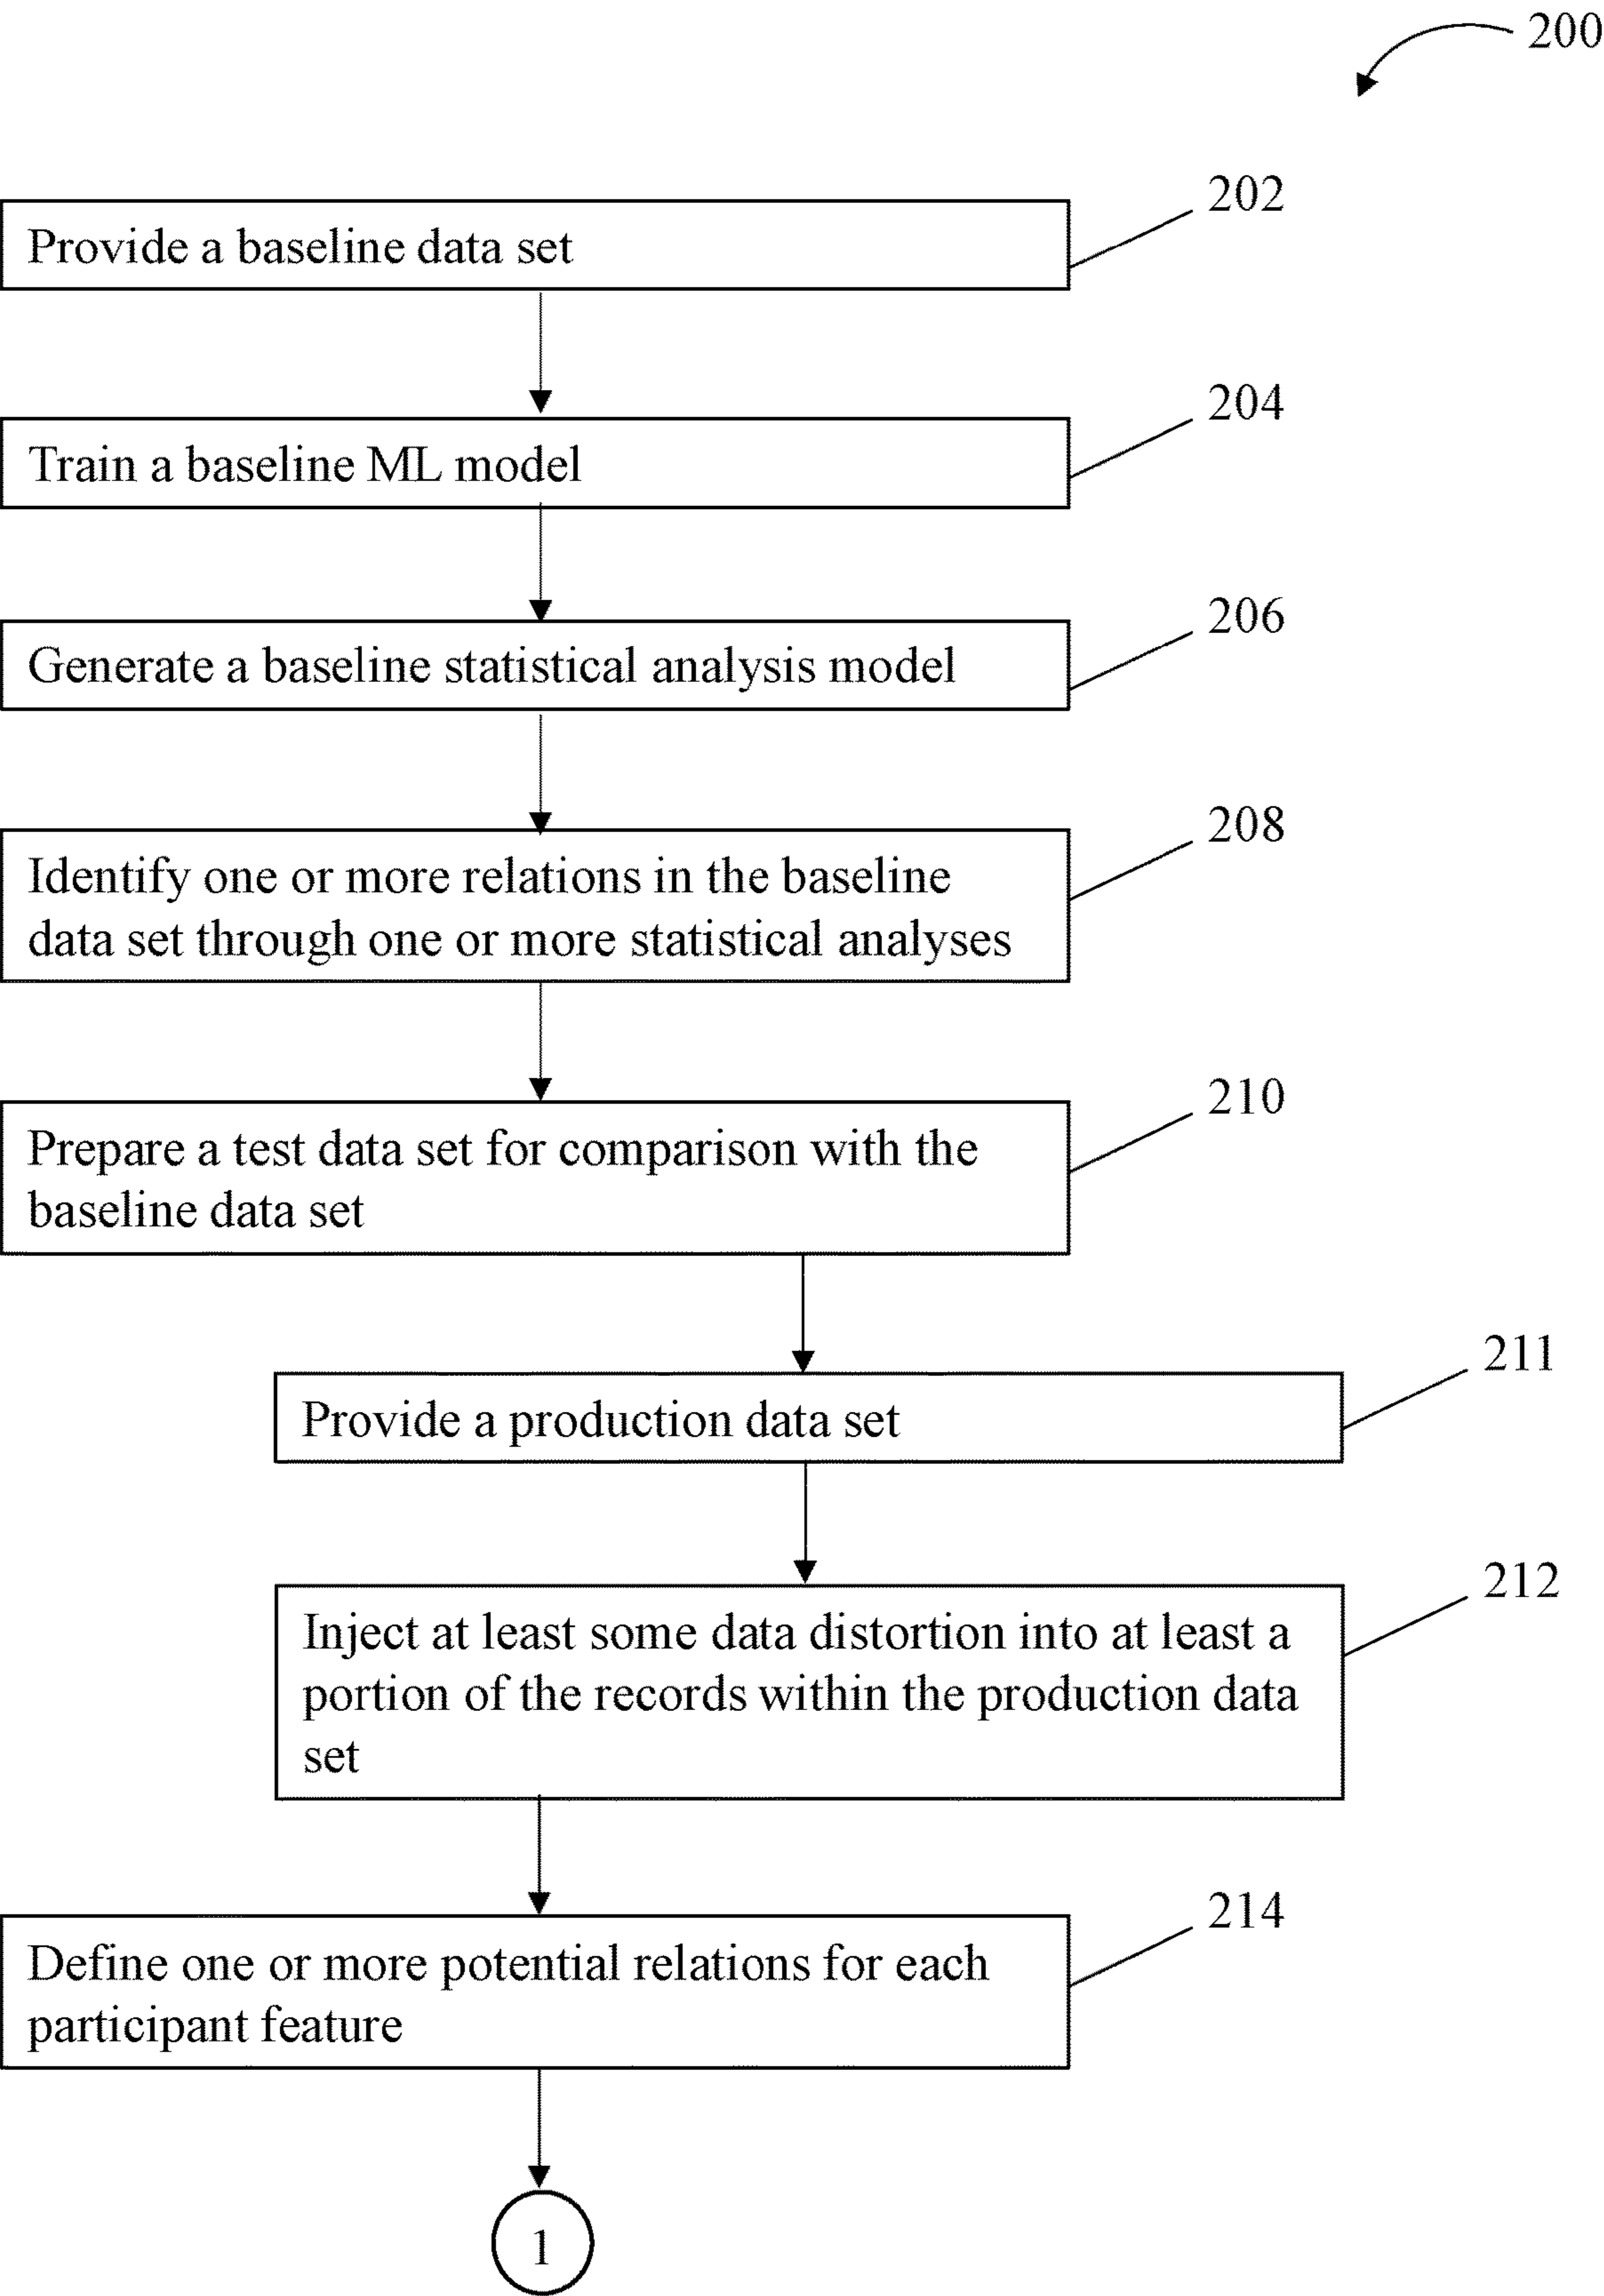 200
202
Provide a baseline data set
204
Train a baseline ML model
206
Generate a baseline statistical analysis model
208
Identify one or more relations in the baseline
data set through one or more statistical analyses
210
Prepare a test data set for comparison with the
baseline data set
211
Provide a production data set
212
Inject at least some data distortion into at least a
portion of the records within the production data
set
214
Define one or more potential relations for each
participant feature
1